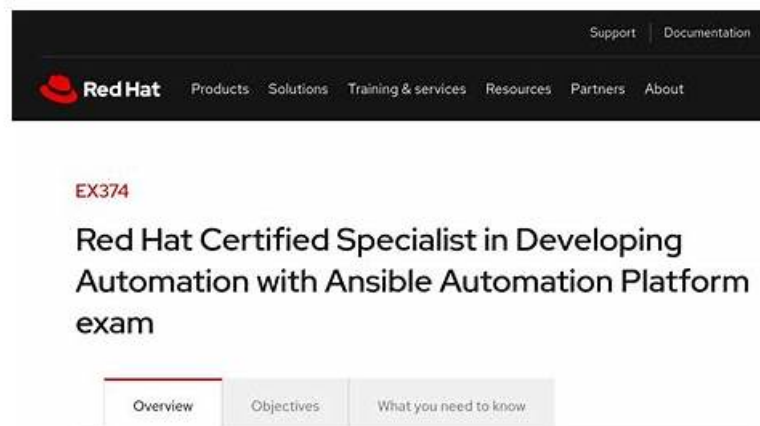 Support Documentation
Red Hat Products Solutions Training & services Resources Partners About
EX374
Red Hat Certified Specialist in Developing
Automation with Ansible Automation Platform
exam
Overview Objectives What you need to know